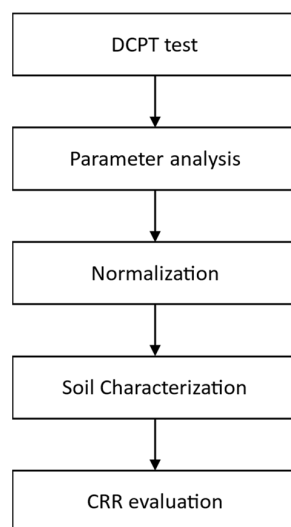 DCPT test
Parameter analysis
Normalization
Soil Characterization
CRR evaluation